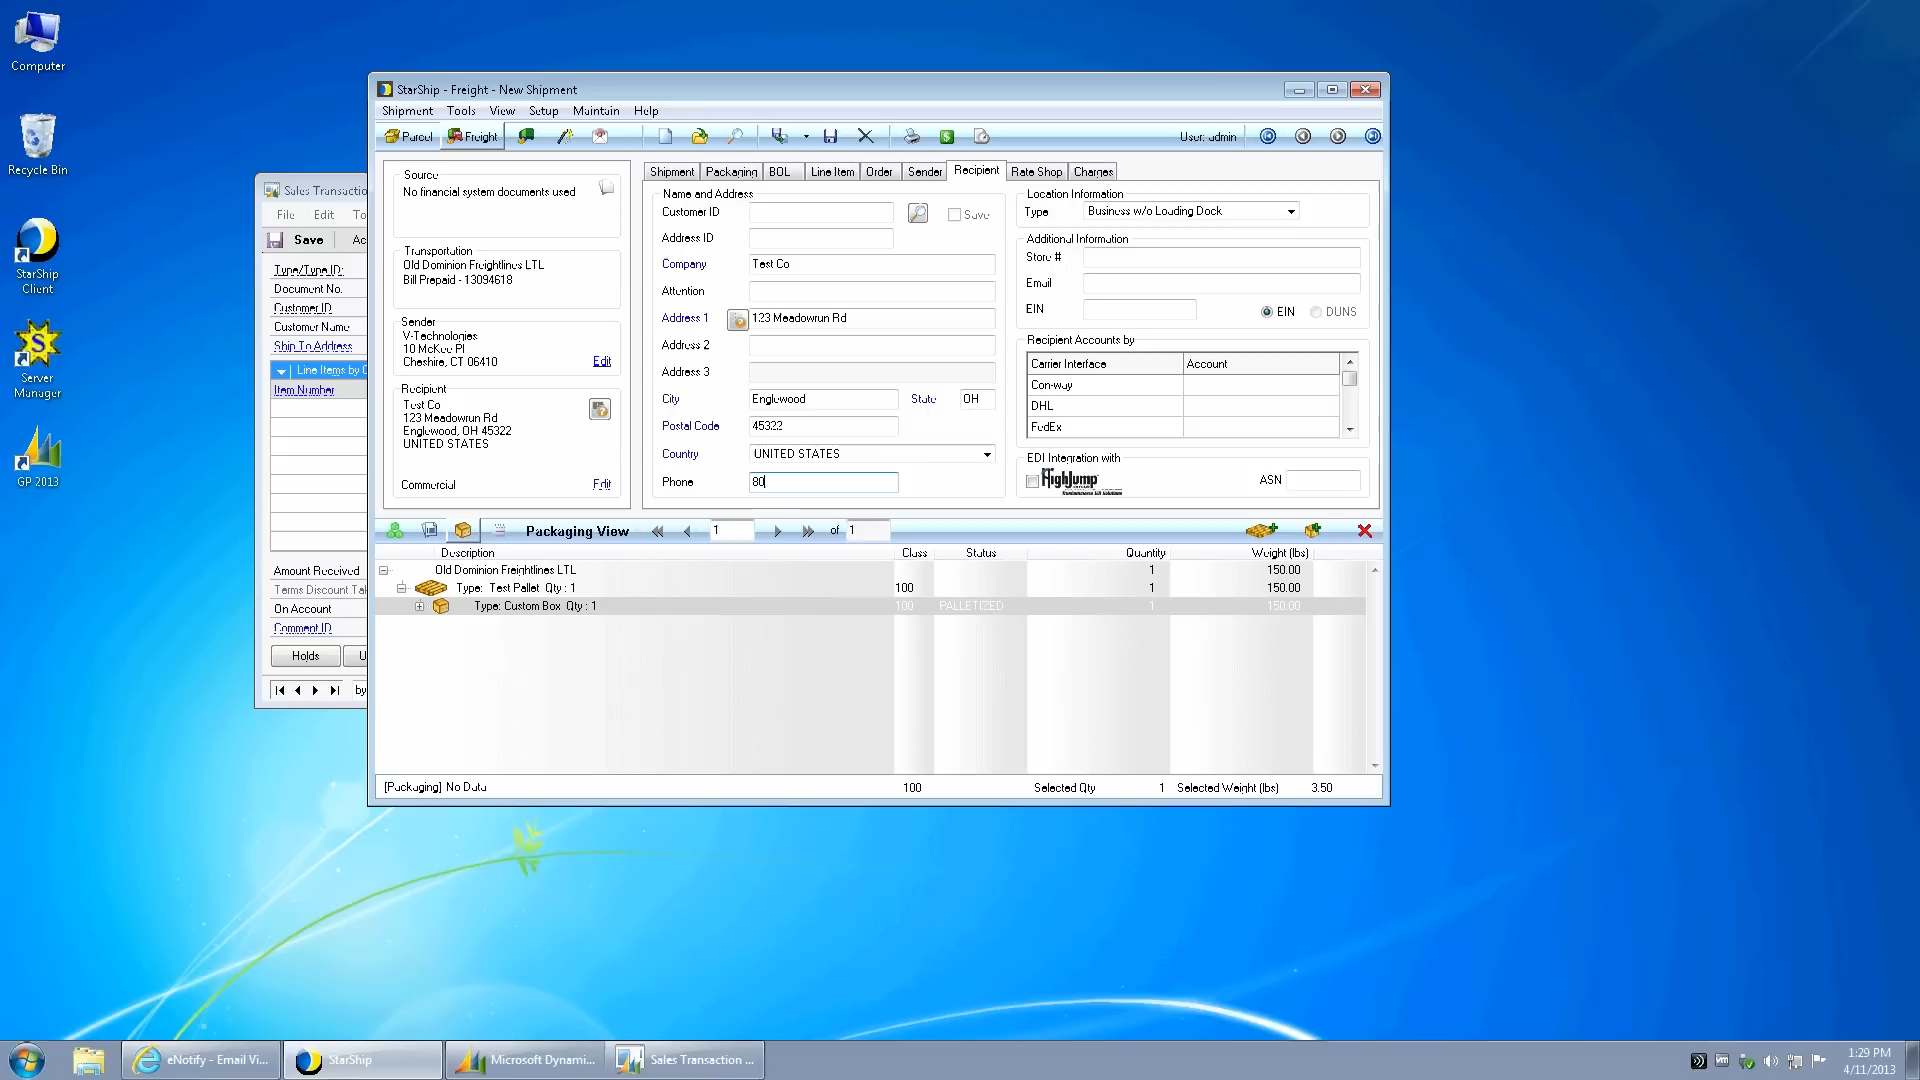 Computer
Recycle Bin
StarShip
Client
Server
Manager
GP 2013
Sales Transactio
File Edit To
Save Ac
Type/Type ID:
Document No.
Customer ID
Customer Name
Ship To Address
Line Items by O
Item Number
Amount Received
Terms Discount Tak
On Account
Comment ID
Holds U
by
StarShip - Freight - New Shipment
Shipment Tools View Setup Maintain Help
Parcel Freight User: admin
Source
No financial system documents used
Transportation
Old Dominion Freightlines LTL
Bill Prepaid - 13094618
Sender
V-Technologies
10 McKee Pl
Cheshire, CT 06410
Edit
Recipient
Test Co
123 Meadowrun Rd
Englewood, OH 45322
UNITED STATES
Commercial Edit
Shipment Packaging BOL Line Item Order Sender Recipient Rate Shop Charges
Name and Address
Customer ID Save
Address ID
Company Test Co
Attention
Address 1 123 Meadowrun Rd
Address 2
Address 3
City Englewood State OH
Postal Code 45322
Country UNITED STATES
Phone 80
Location Information
Type Business w/o Loading Dock
Additional Information
Store #
Email
EIN EIN DUNS
Recipient Accounts by
Carrier Interface Account
Con-way
DHL
FedEx
EDI Integration with
HighJump ASN
Packaging View 1 of 1
Description Class Status Quantity Weight (lbs)
Old Dominion Freightlines LTL 1 150.00
Type: Test Pallet Qty : 1 100 1 150.00
Type: Custom Box Qty : 1 100 PALLETIZED 1 150.00
[Packaging] No Data 100 Selected Qty 1 Selected Weight (lbs) 3.50
eNotify - Email Vi... StarShip Microsoft Dynami... Sales Transaction ...
1:29 PM
4/11/2013